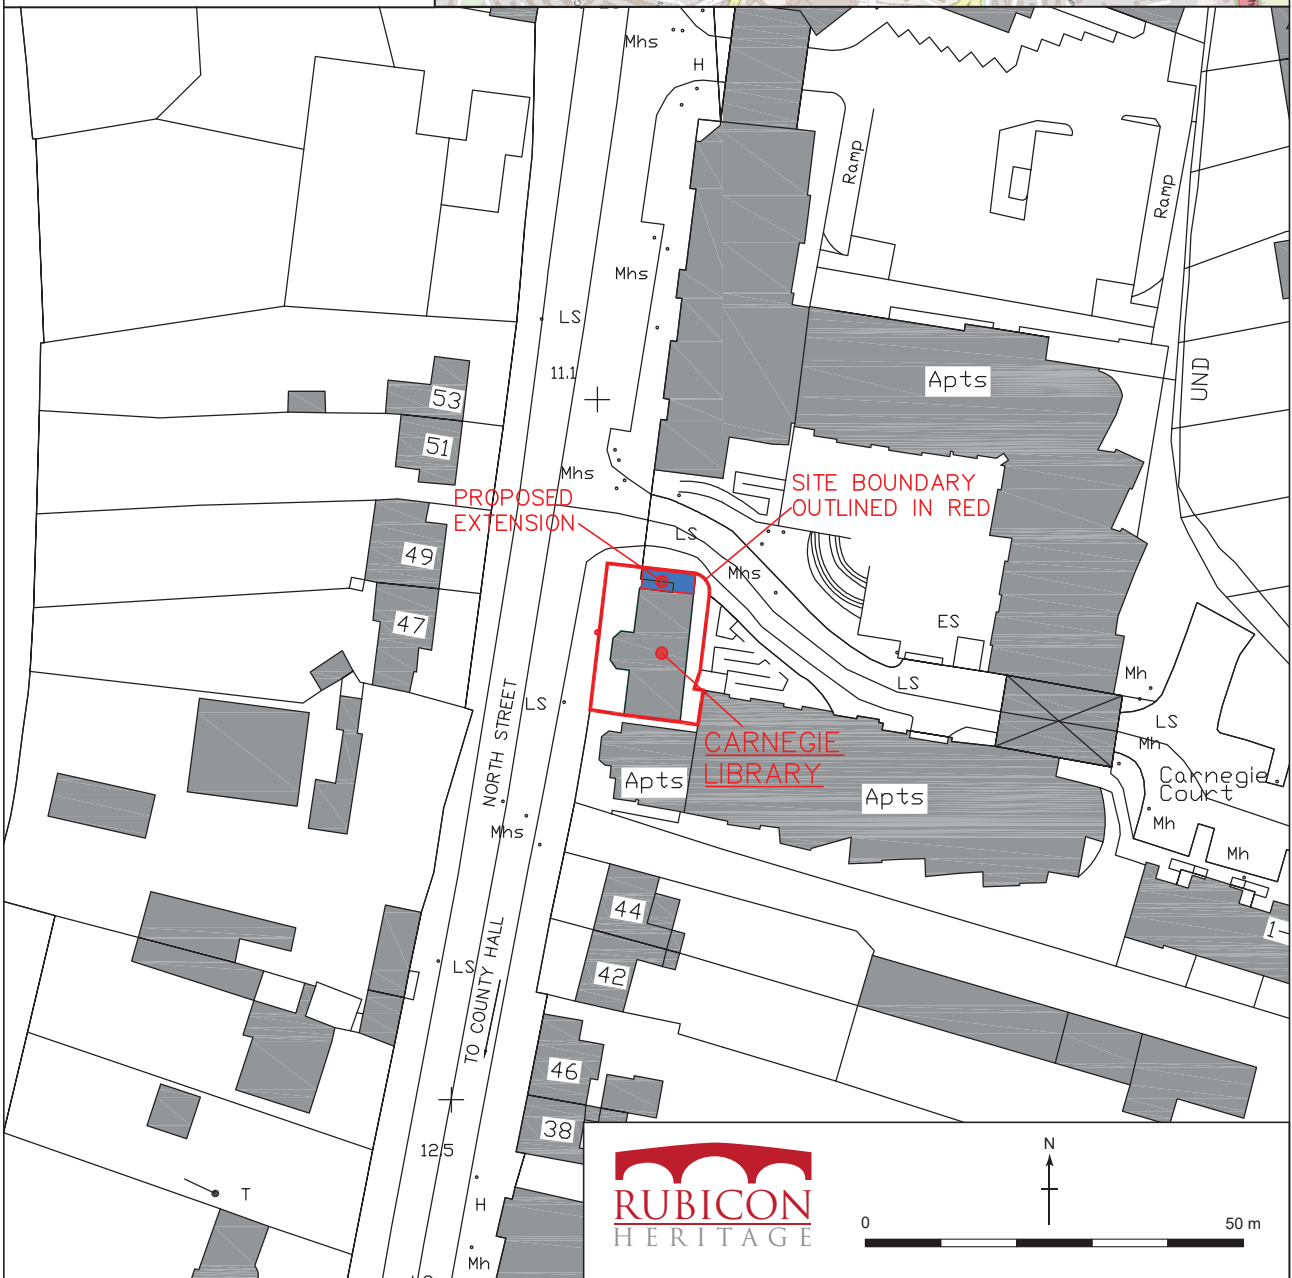 Mhs
H
Ramp
Ramp
Mhs
LS
UND
11.1
Apts
53
51
Mhs
SITE BOUNDARY
OUTLINED IN RED
PROPOSED
EXTENSION
LS
49
Mhs
47
ES
Mh
LS
LS
LS
NORTH STREET
Mh
CARNEGIE
LIBRARY
Apts
Apts
Carnegie
Court
Mhs
Mh
Mh
44
1-
LS
42
TO COUNTY HALL
46
38
12.5
T
H
Mh
RUBICON
HERITAGE
N
0
50 m